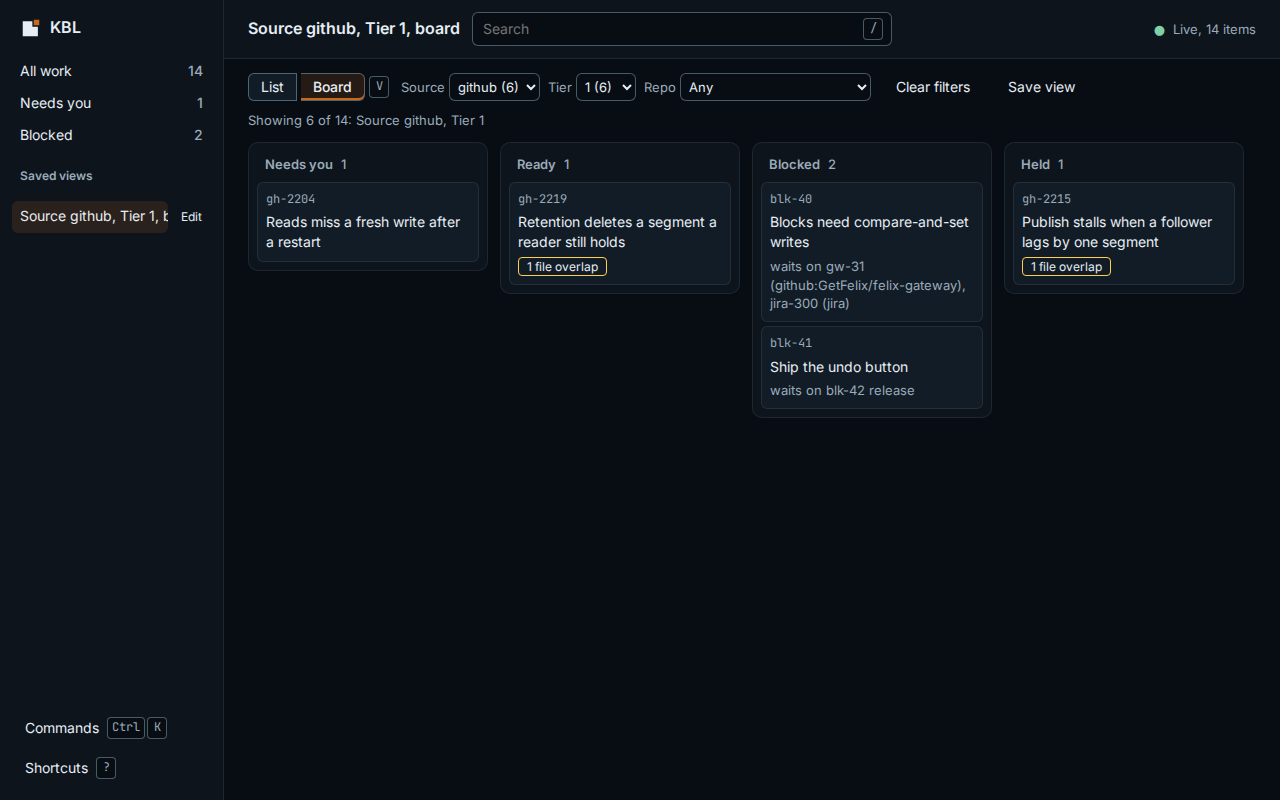 KBL
Source github, Tier 1, board
Search /
Live, 14 items
All work 14
Needs you 1
Blocked 2
Saved views
Source github, Tier 1, b Edit
List Board V Source github (6) Tier 1 (6) Repo Any Clear filters Save view
Showing 6 of 14: Source github, Tier 1
Needs you 1
gh-2204
Reads miss a fresh write after
a restart
Ready 1
gh-2219
Retention deletes a segment a
reader still holds
1 file overlap
Blocked 2
blk-40
Blocks need compare-and-set
writes
waits on gw-31
(github:GetFelix/felix-gateway),
jira-300 (jira)
blk-41
Ship the undo button
waits on blk-42 release
Held 1
gh-2215
Publish stalls when a follower
lags by one segment
1 file overlap
Commands Ctrl K
Shortcuts ?